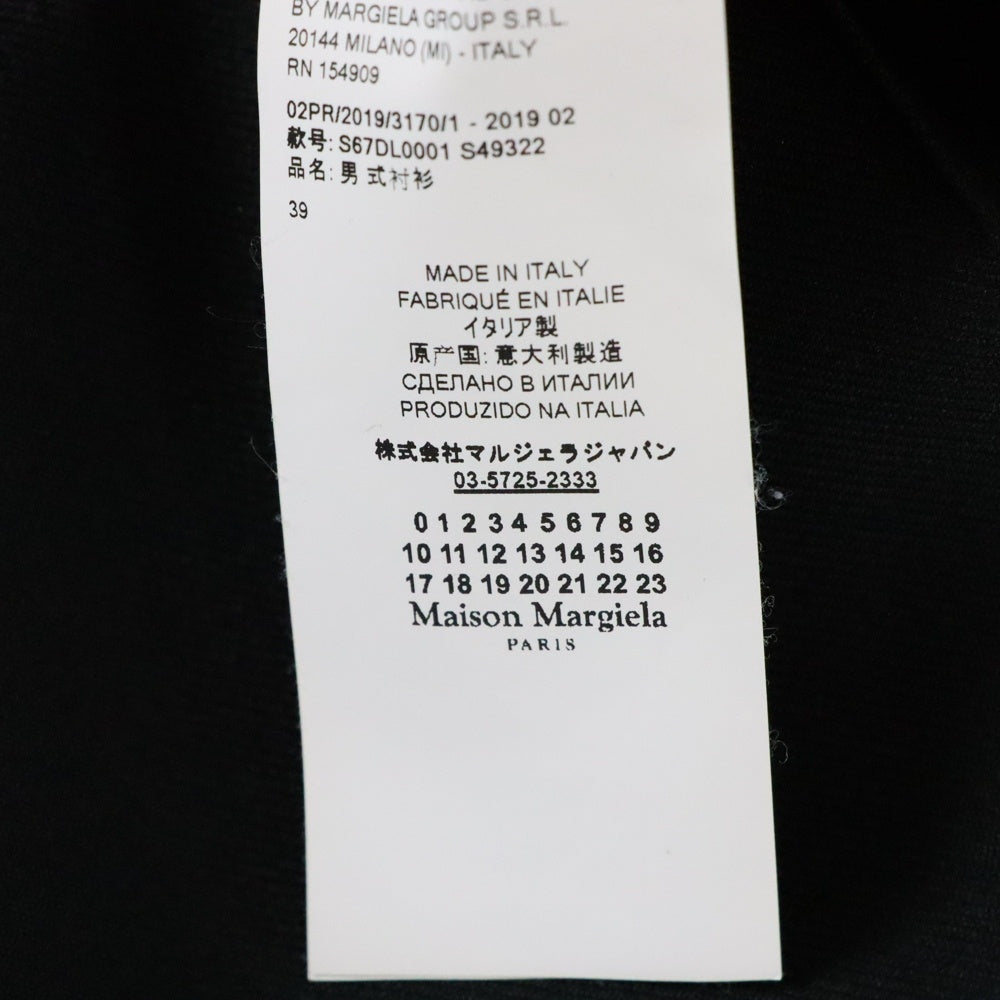 BY MARGIELA GROUP S.R.L.
20144 MILANO (MI) - ITALY
RN 154909
02PR/2019/3170/1 - 2019 02
款号: S67DL0001 S49322
品名: 男式衬衫
39
MADE IN ITALY
FABRIQUÉ EN ITALIE
イタリア製
原产国: 意大利製造
СДЕЛАНО В ИТАЛИИ
PRODUZIDO NA ITALIA
株式会社マルジェラジャパン
03-5725-2333
0 1 2 3 4 5 6 7 8 9
10 11 12 13 14 15 16
17 18 19 20 21 22 23
Maison Margiela
PARIS